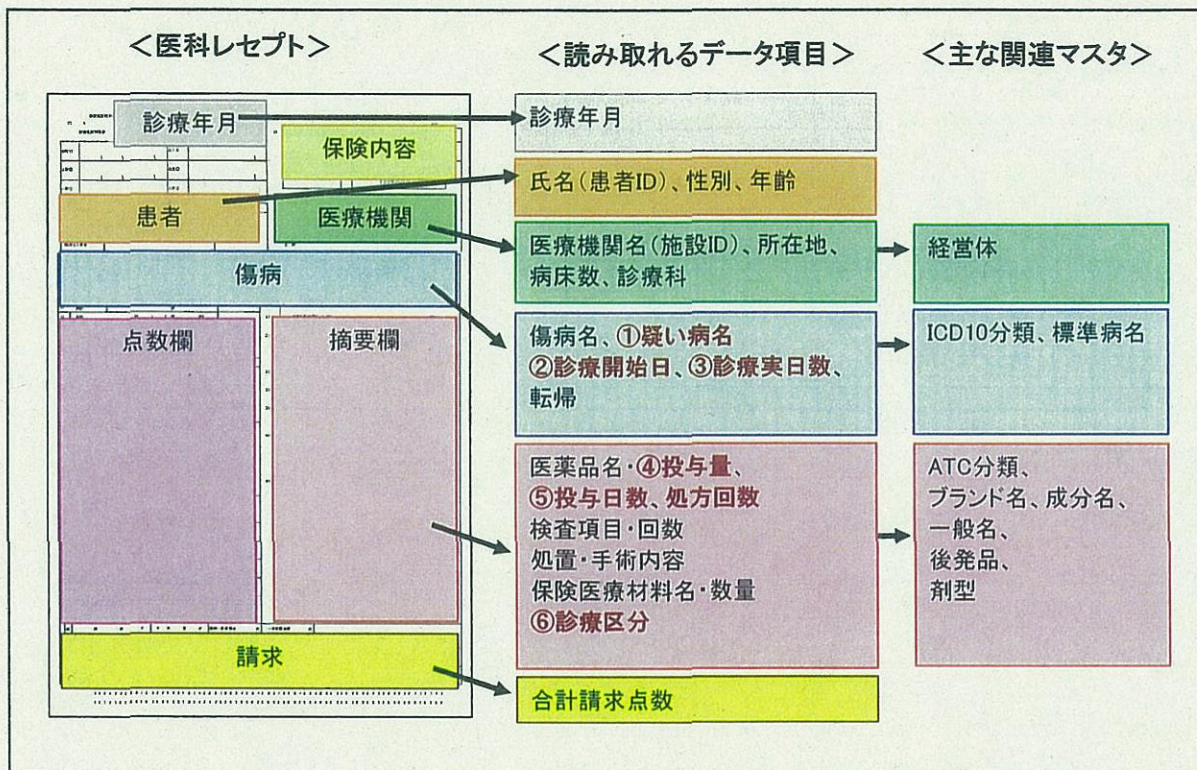 ＜医科レセプト＞
＜読み取れるデータ項目＞
＜主な関連マスタ＞
診療年月
保険内容
患者
医療機関
傷病
点数欄
摘要欄
請求
診療年月
氏名(患者ID)、性別、年齢
医療機関名(施設ID)、所在地、
病床数、診療科
経営体
傷病名、①疑い病名
②診療開始日、③診療実日数、
転帰
ICD10分類、標準病名
医薬品名・④投与量、
⑤投与日数、処方回数
検査項目・回数
処置・手術内容
保険医療材料名・数量
⑥診療区分
ATC分類、
ブランド名、成分名、
一般名、
後発品、
剤型
合計請求点数